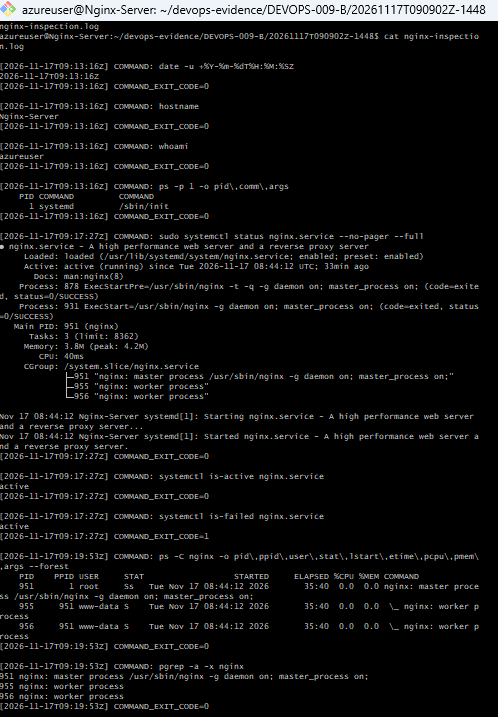 azureuser@Nginx-Server: ~/devops-evidence/DEVOPS-009-B/20261117T090902Z-1448
nginx-inspection.log
azureuser@Nginx-Server:~/devops-evidence/DEVOPS-009-B/20261117T090902Z-1448$ cat nginx-inspectio
n.log

[2026-11-17T09:13:16Z] COMMAND: date -u +%Y-%m-%dT%H:%M:%SZ
2026-11-17T09:13:16Z
[2026-11-17T09:13:16Z] COMMAND_EXIT_CODE=0

[2026-11-17T09:13:16Z] COMMAND: hostname
Nginx-Server
[2026-11-17T09:13:16Z] COMMAND_EXIT_CODE=0

[2026-11-17T09:13:16Z] COMMAND: whoami
azureuser
[2026-11-17T09:13:16Z] COMMAND_EXIT_CODE=0

[2026-11-17T09:13:16Z] COMMAND: ps -p 1 -o pid\,comm\,args
    PID COMMAND         COMMAND
      1 systemd         /sbin/init
[2026-11-17T09:13:16Z] COMMAND_EXIT_CODE=0

[2026-11-17T09:17:27Z] COMMAND: sudo systemctl status nginx.service --no-pager --full
● nginx.service - A high performance web server and a reverse proxy server
     Loaded: loaded (/usr/lib/systemd/system/nginx.service; enabled; preset: enabled)
     Active: active (running) since Tue 2026-11-17 08:44:12 UTC; 33min ago
       Docs: man:nginx(8)
    Process: 878 ExecStartPre=/usr/sbin/nginx -t -q -g daemon on; master_process on; (code=exite
d, status=0/SUCCESS)
    Process: 931 ExecStart=/usr/sbin/nginx -g daemon on; master_process on; (code=exited, status
=0/SUCCESS)
   Main PID: 951 (nginx)
      Tasks: 3 (limit: 8362)
     Memory: 3.8M (peak: 4.2M)
        CPU: 40ms
     CGroup: /system.slice/nginx.service
             ├─951 "nginx: master process /usr/sbin/nginx -g daemon on; master_process on;"
             ├─955 "nginx: worker process"
             └─956 "nginx: worker process"

Nov 17 08:44:12 Nginx-Server systemd[1]: Starting nginx.service - A high performance web server
and a reverse proxy server...
Nov 17 08:44:12 Nginx-Server systemd[1]: Started nginx.service - A high performance web server a
nd a reverse proxy server.
[2026-11-17T09:17:27Z] COMMAND_EXIT_CODE=0

[2026-11-17T09:17:27Z] COMMAND: systemctl is-active nginx.service
active
[2026-11-17T09:17:27Z] COMMAND_EXIT_CODE=0

[2026-11-17T09:17:27Z] COMMAND: systemctl is-failed nginx.service
active
[2026-11-17T09:17:27Z] COMMAND_EXIT_CODE=1

[2026-11-17T09:19:53Z] COMMAND: ps -C nginx -o pid\,ppid\,user\,stat\,lstart\,etime\,pcpu\,pmem\
,args --forest
    PID    PPID USER     STAT                  STARTED     ELAPSED %CPU %MEM COMMAND
    951       1 root     Ss   Tue Nov 17 08:44:12 2026       35:40  0.0  0.0 nginx: master proce
ss /usr/sbin/nginx -g daemon on; master_process on;
    955     951 www-data S    Tue Nov 17 08:44:12 2026       35:40  0.0  0.0  \_ nginx: worker p
rocess
    956     951 www-data S    Tue Nov 17 08:44:12 2026       35:40  0.0  0.0  \_ nginx: worker p
rocess
[2026-11-17T09:19:53Z] COMMAND_EXIT_CODE=0

[2026-11-17T09:19:53Z] COMMAND: pgrep -a -x nginx
951 nginx: master process /usr/sbin/nginx -g daemon on; master_process on;
955 nginx: worker process
956 nginx: worker process
[2026-11-17T09:19:53Z] COMMAND_EXIT_CODE=0